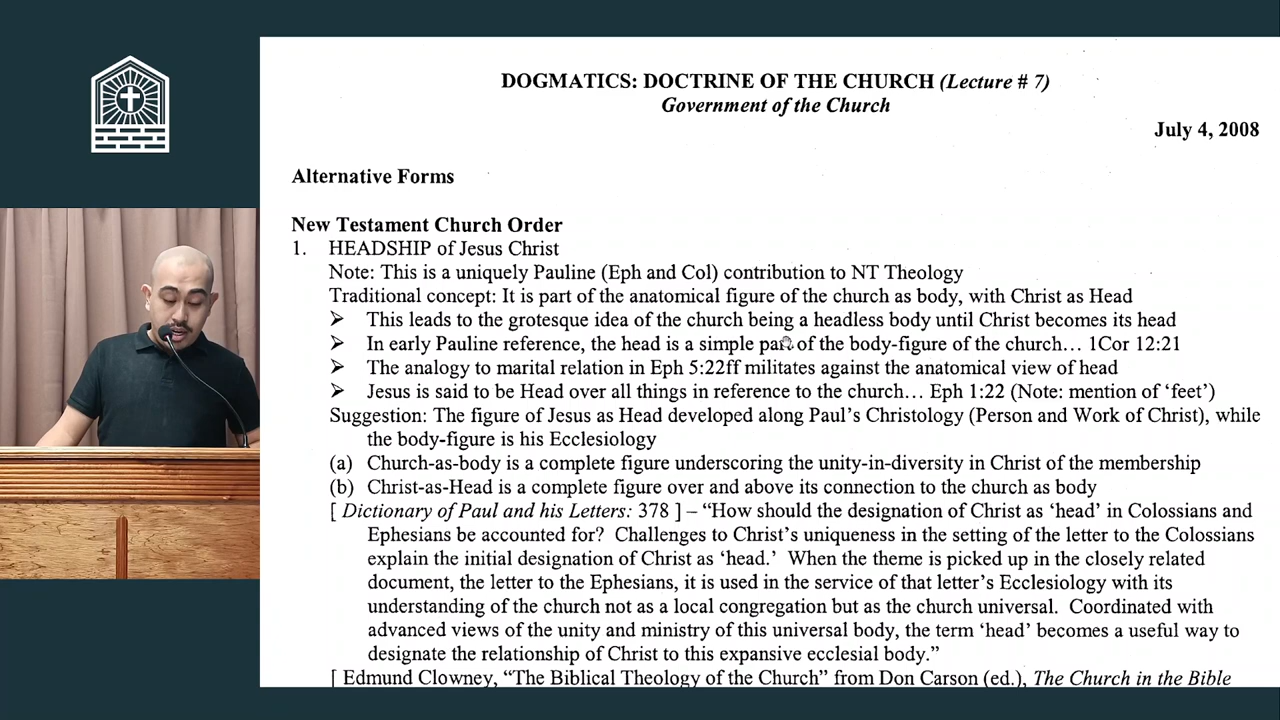 DOGMATICS: DOCTRINE OF THE CHURCH (Lecture # 7)
Government of the Church
July 4, 2008
Alternative Forms
New Testament Church Order
1. HEADSHIP of Jesus Christ
Note: This is a uniquely Pauline (Eph and Col) contribution to NT Theology
Traditional concept: It is part of the anatomical figure of the church as body, with Christ as Head
➢ This leads to the grotesque idea of the church being a headless body until Christ becomes its head
➢ In early Pauline reference, the head is a simple part of the body-figure of the church… 1Cor 12:21
➢ The analogy to marital relation in Eph 5:22ff militates against the anatomical view of head
➢ Jesus is said to be Head over all things in reference to the church… Eph 1:22 (Note: mention of ‘feet’)
Suggestion: The figure of Jesus as Head developed along Paul’s Christology (Person and Work of Christ), while
the body-figure is his Ecclesiology
(a) Church-as-body is a complete figure underscoring the unity-in-diversity in Christ of the membership
(b) Christ-as-Head is a complete figure over and above its connection to the church as body
[ Dictionary of Paul and his Letters: 378 ] – “How should the designation of Christ as ‘head’ in Colossians and
Ephesians be accounted for? Challenges to Christ’s uniqueness in the setting of the letter to the Colossians
explain the initial designation of Christ as ‘head.’ When the theme is picked up in the closely related
document, the letter to the Ephesians, it is used in the service of that letter’s Ecclesiology with its
understanding of the church not as a local congregation but as the church universal. Coordinated with
advanced views of the unity and ministry of this universal body, the term ‘head’ becomes a useful way to
designate the relationship of Christ to this expansive ecclesial body.”
[ Edmund Clowney, “The Biblical Theology of the Church” from Don Carson (ed.), The Church in the Bible